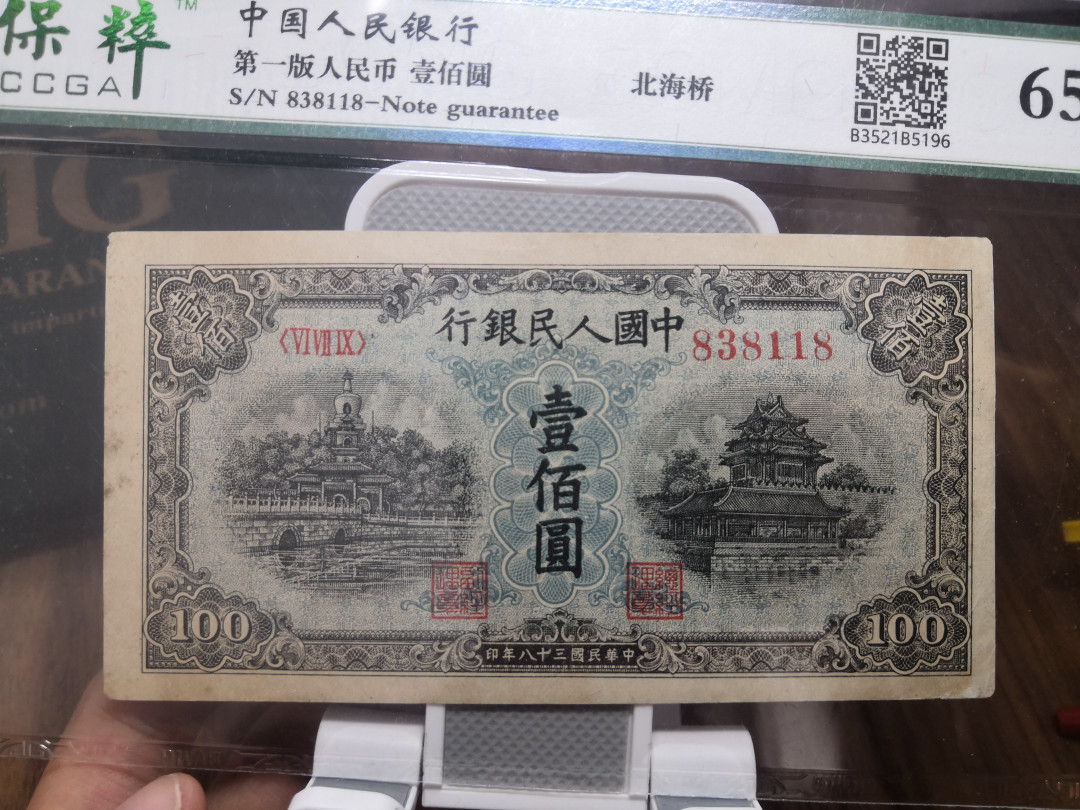 保粹 TM
CCGA
中国人民银行
第一版人民币 壹佰圆
S/N 838118-Note guarantee
北海桥
B3521B5196
65
行銀民人國中
〈VI VII IX〉
838118
壹佰
壹佰
壹佰圓
100
100
印年八十三國民華中